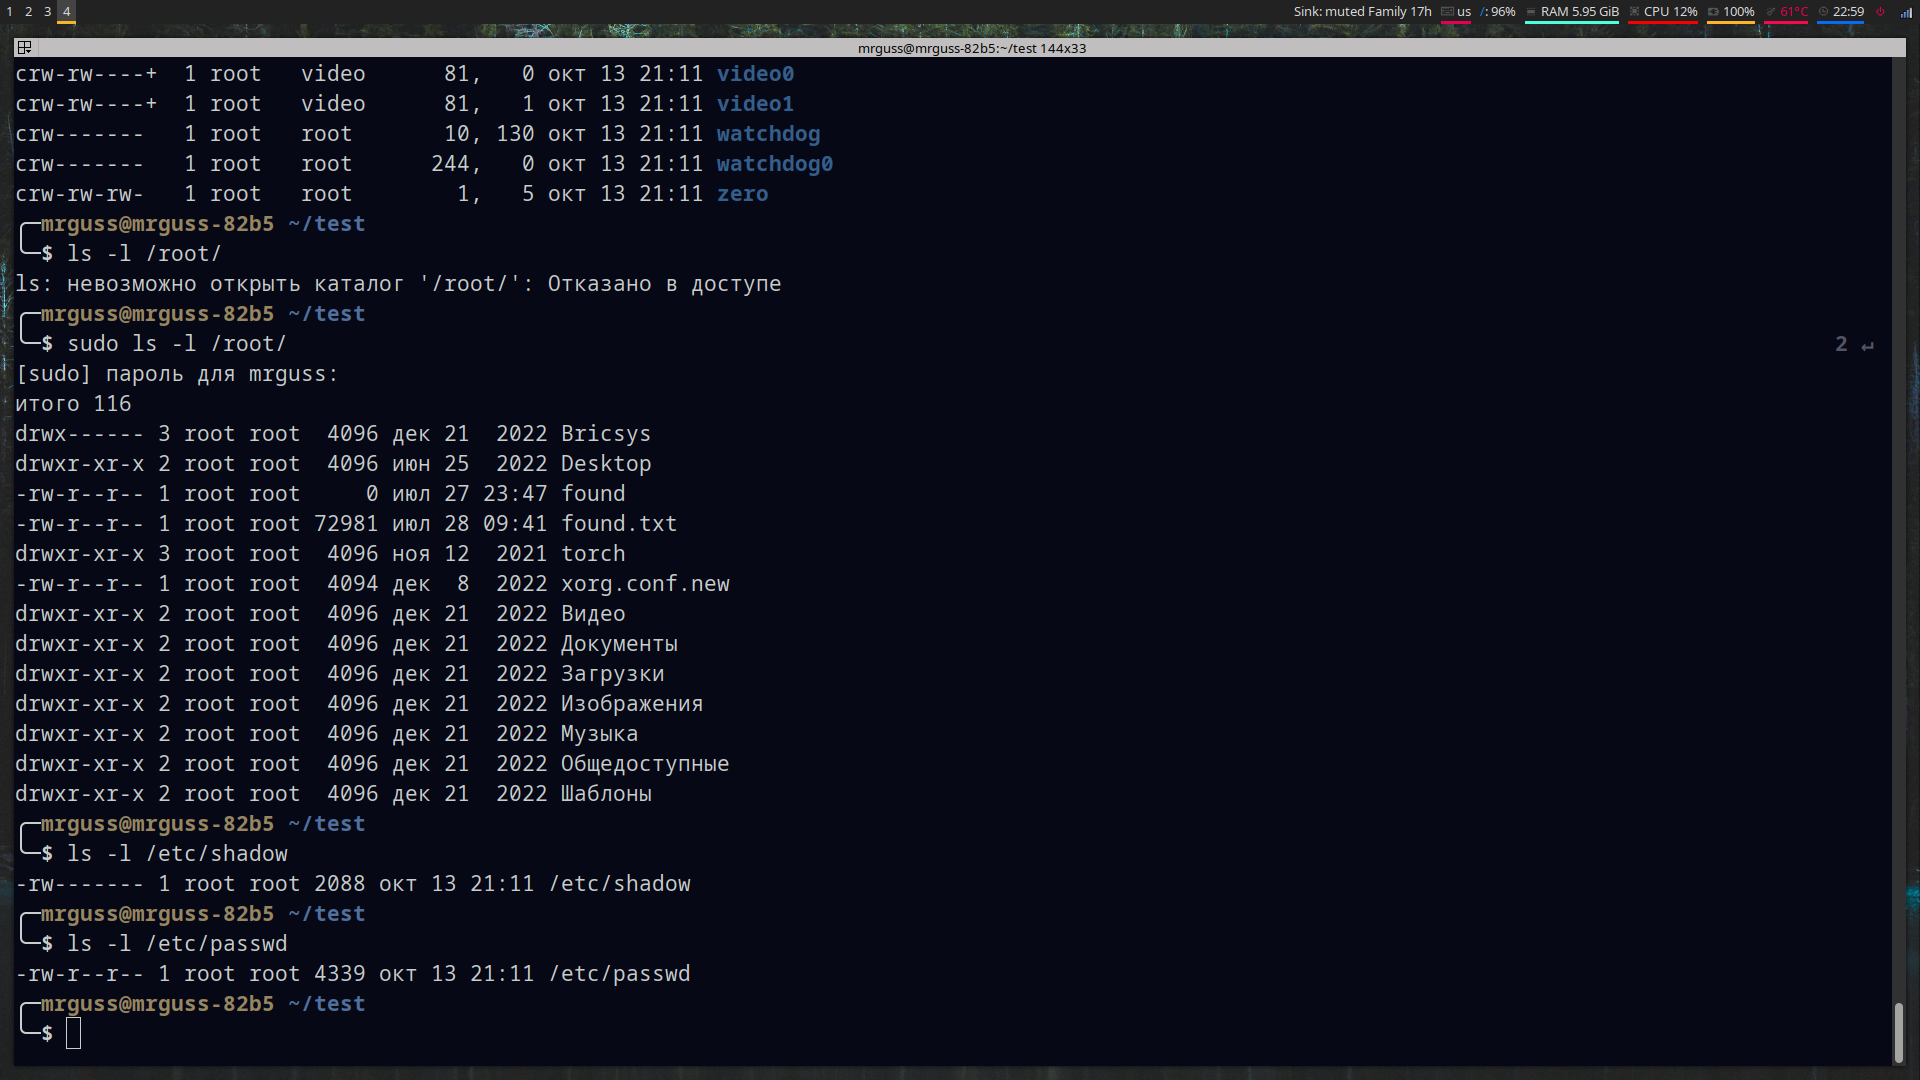 1 2 3 4 Sink: muted Family 17h us /: 96% RAM 5.95 GiB CPU 12% 100% 61°C 22:59
mrguss@mrguss-82b5:~/test 144x33
crw-rw----+ 1 root video 81, 0 окт 13 21:11 video0
crw-rw----+ 1 root video 81, 1 окт 13 21:11 video1
crw------- 1 root root 10, 130 окт 13 21:11 watchdog
crw------- 1 root root 244, 0 окт 13 21:11 watchdog0
crw-rw-rw- 1 root root 1, 5 окт 13 21:11 zero
mrguss@mrguss-82b5 ~/test
$ ls -l /root/
ls: невозможно открыть каталог '/root/': Отказано в доступе
mrguss@mrguss-82b5 ~/test
$ sudo ls -l /root/ 2 ↵
[sudo] пароль для mrguss:
итого 116
drwx------ 3 root root 4096 дек 21 2022 Bricsys
drwxr-xr-x 2 root root 4096 июн 25 2022 Desktop
-rw-r--r-- 1 root root 0 июл 27 23:47 found
-rw-r--r-- 1 root root 72981 июл 28 09:41 found.txt
drwxr-xr-x 3 root root 4096 ноя 12 2021 torch
-rw-r--r-- 1 root root 4094 дек 8 2022 xorg.conf.new
drwxr-xr-x 2 root root 4096 дек 21 2022 Видео
drwxr-xr-x 2 root root 4096 дек 21 2022 Документы
drwxr-xr-x 2 root root 4096 дек 21 2022 Загрузки
drwxr-xr-x 2 root root 4096 дек 21 2022 Изображения
drwxr-xr-x 2 root root 4096 дек 21 2022 Музыка
drwxr-xr-x 2 root root 4096 дек 21 2022 Общедоступные
drwxr-xr-x 2 root root 4096 дек 21 2022 Шаблоны
mrguss@mrguss-82b5 ~/test
$ ls -l /etc/shadow
-rw------- 1 root root 2088 окт 13 21:11 /etc/shadow
mrguss@mrguss-82b5 ~/test
$ ls -l /etc/passwd
-rw-r--r-- 1 root root 4339 окт 13 21:11 /etc/passwd
mrguss@mrguss-82b5 ~/test
$